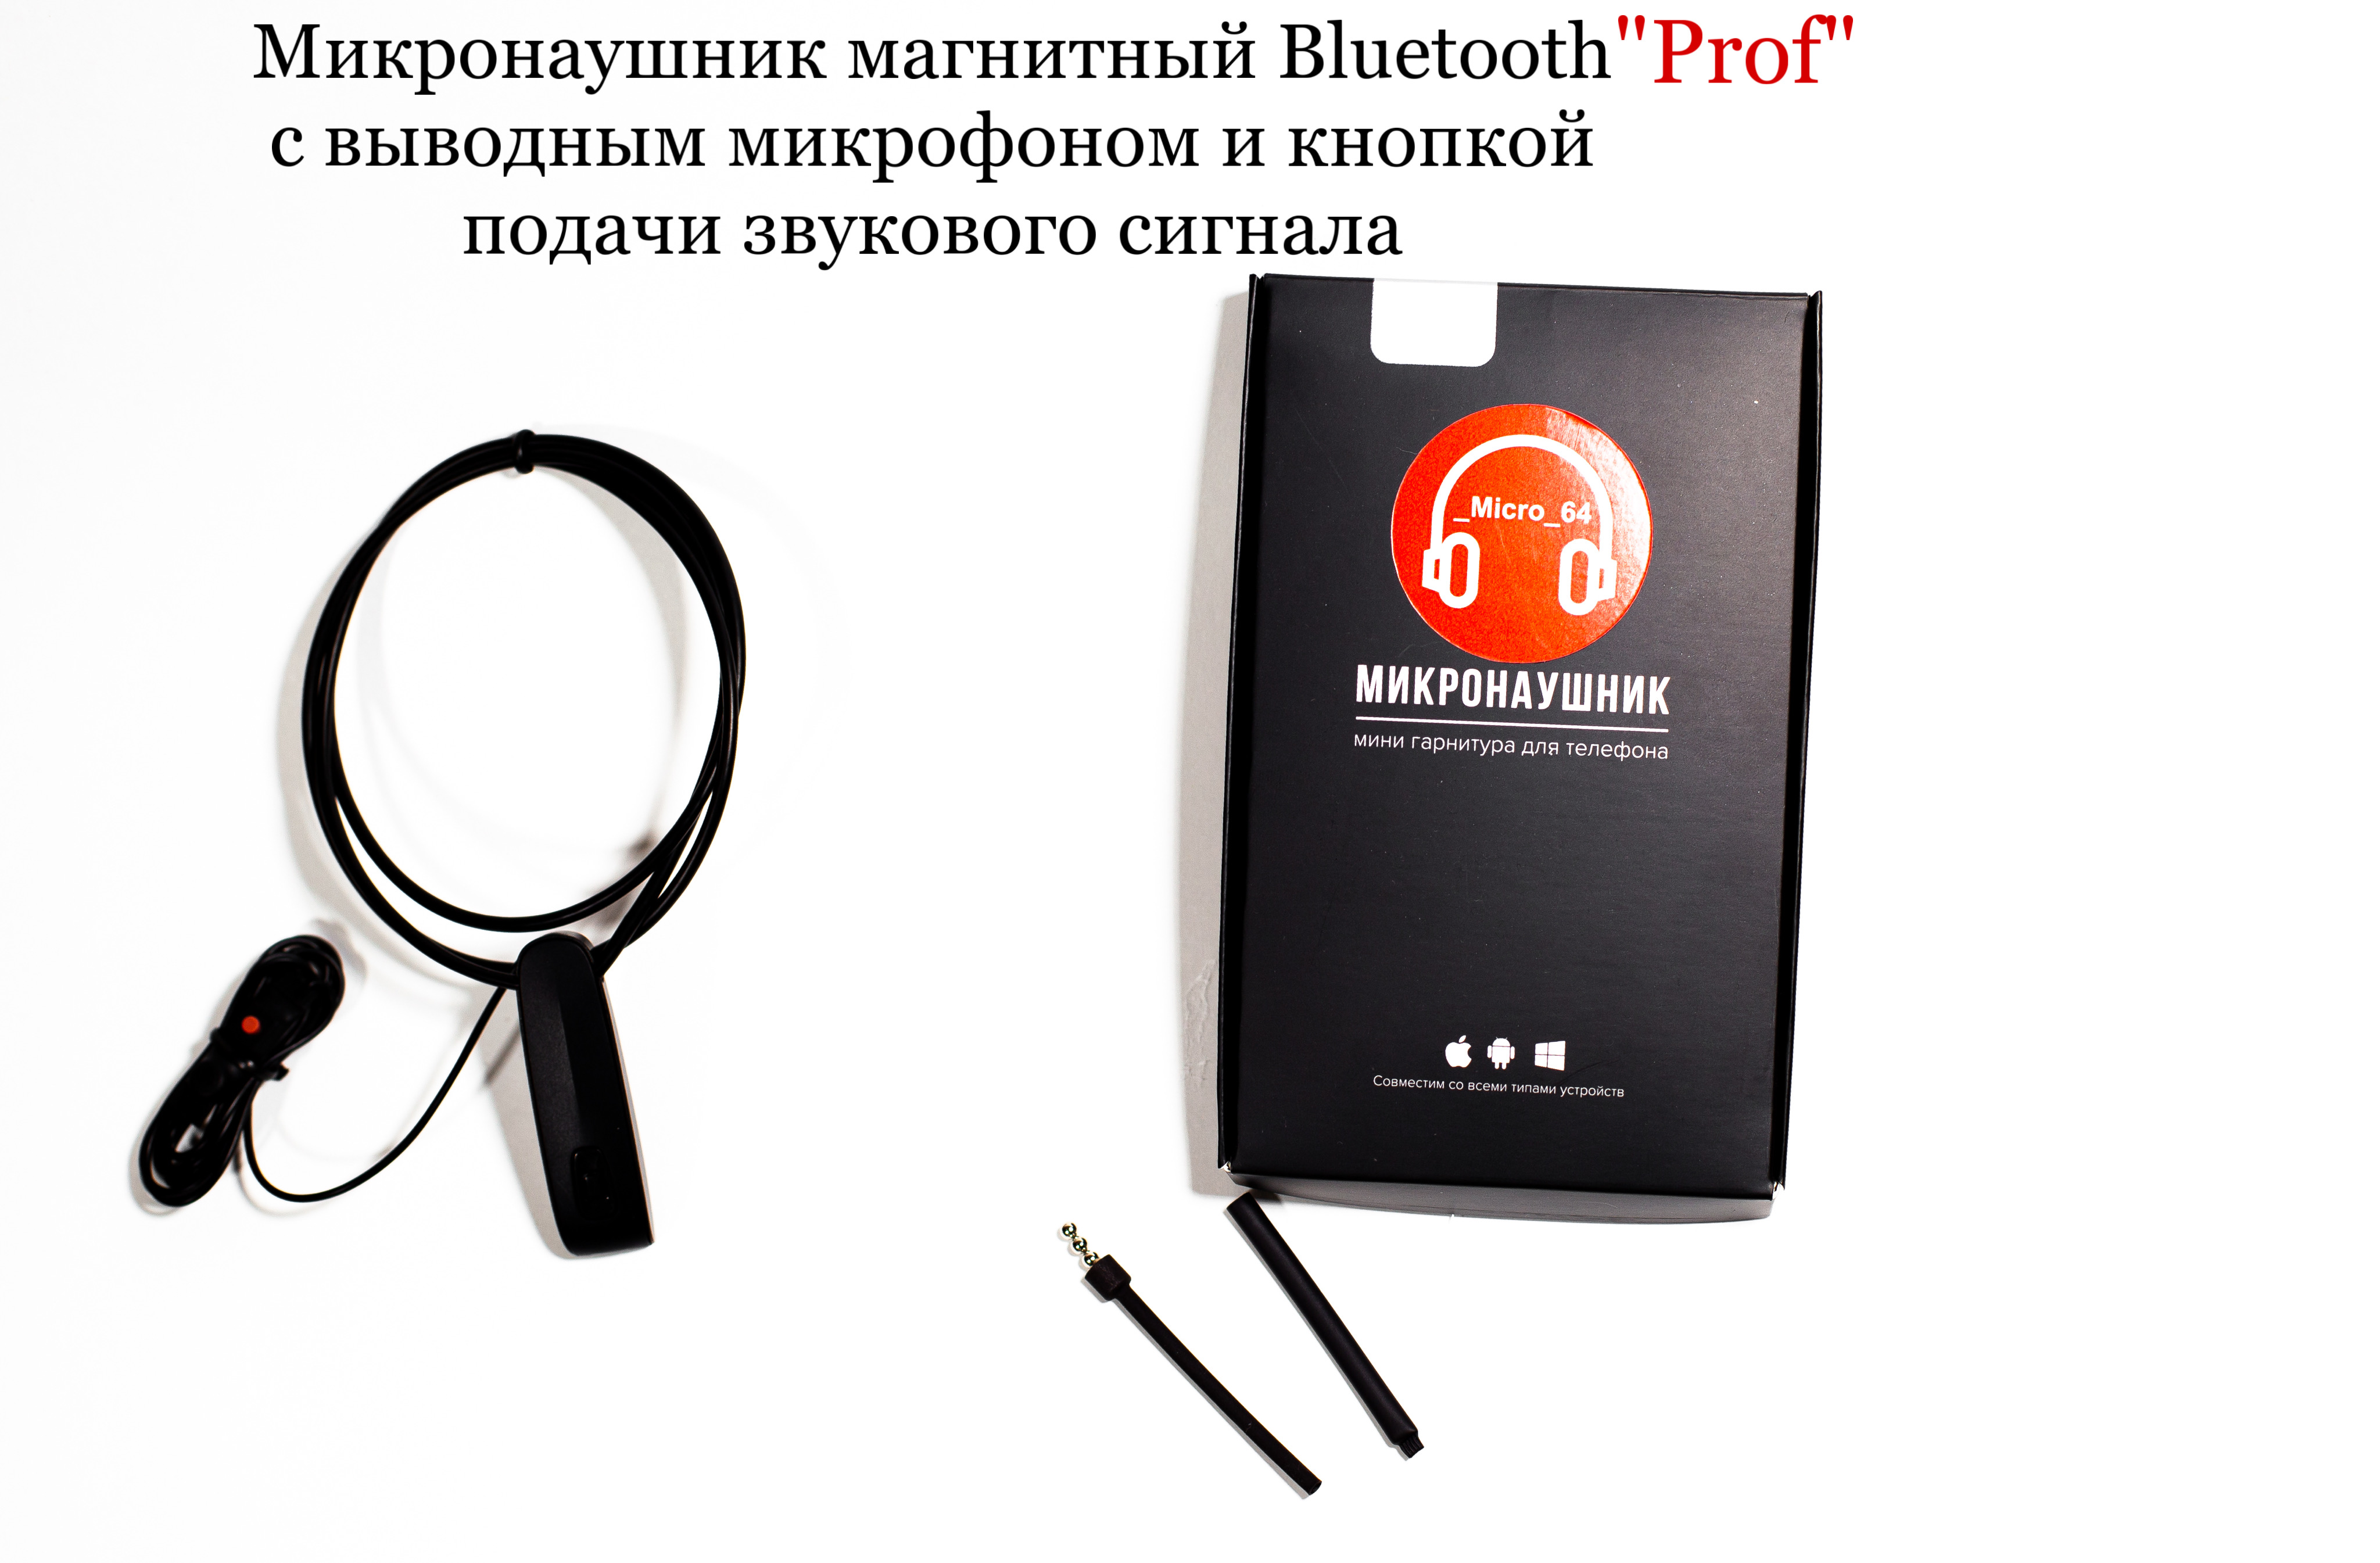 Микронаушник магнитный Bluetooth"Prof"
с выводным микрофоном и кнопкой
подачи звукового сигнала
_Micro_64
МИКРОНАУШНИК
мини гарнитура для телефона
Совместим со всеми типами устройств